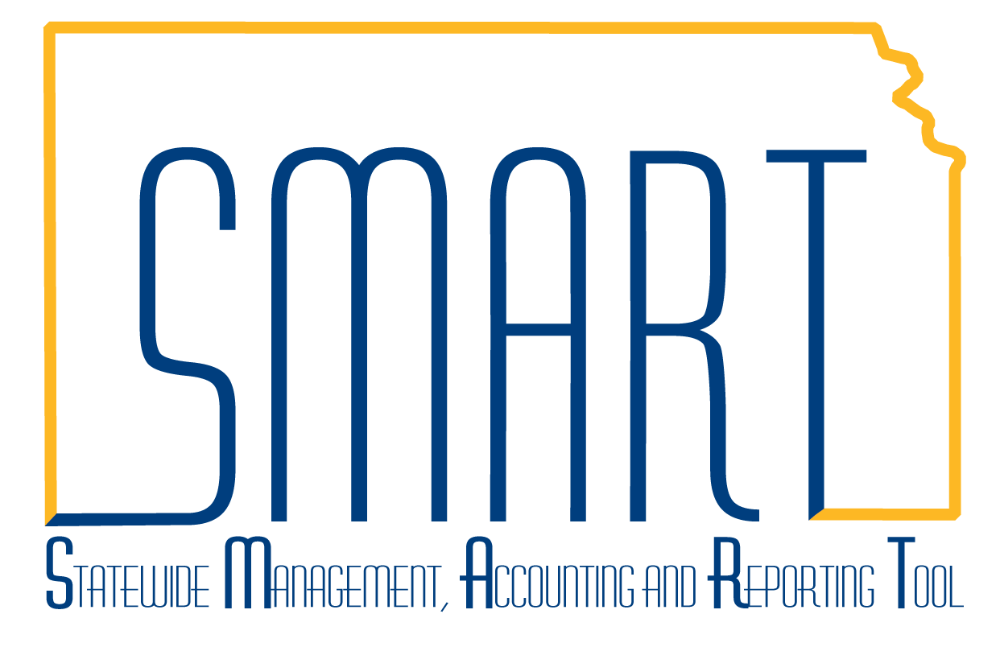 SMART
STATEWIDE MANAGEMENT, ACCOUNTING AND REPORTING TOOL